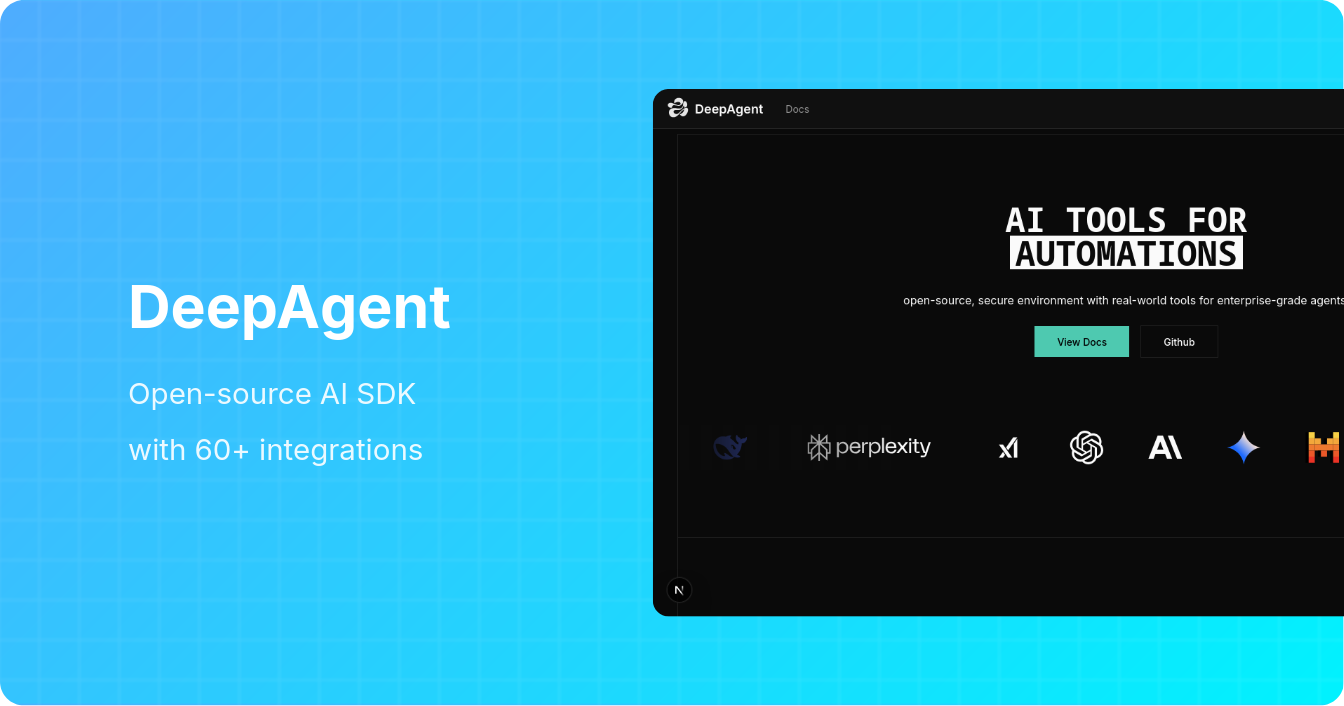 DeepAgent
Open-source AI SDK
with 60+ integrations
DeepAgent Docs
AI TOOLS FOR
AUTOMATIONS
open-source, secure environment with real-world tools for enterprise-grade agents
View Docs Github
perplexity xI AI
N